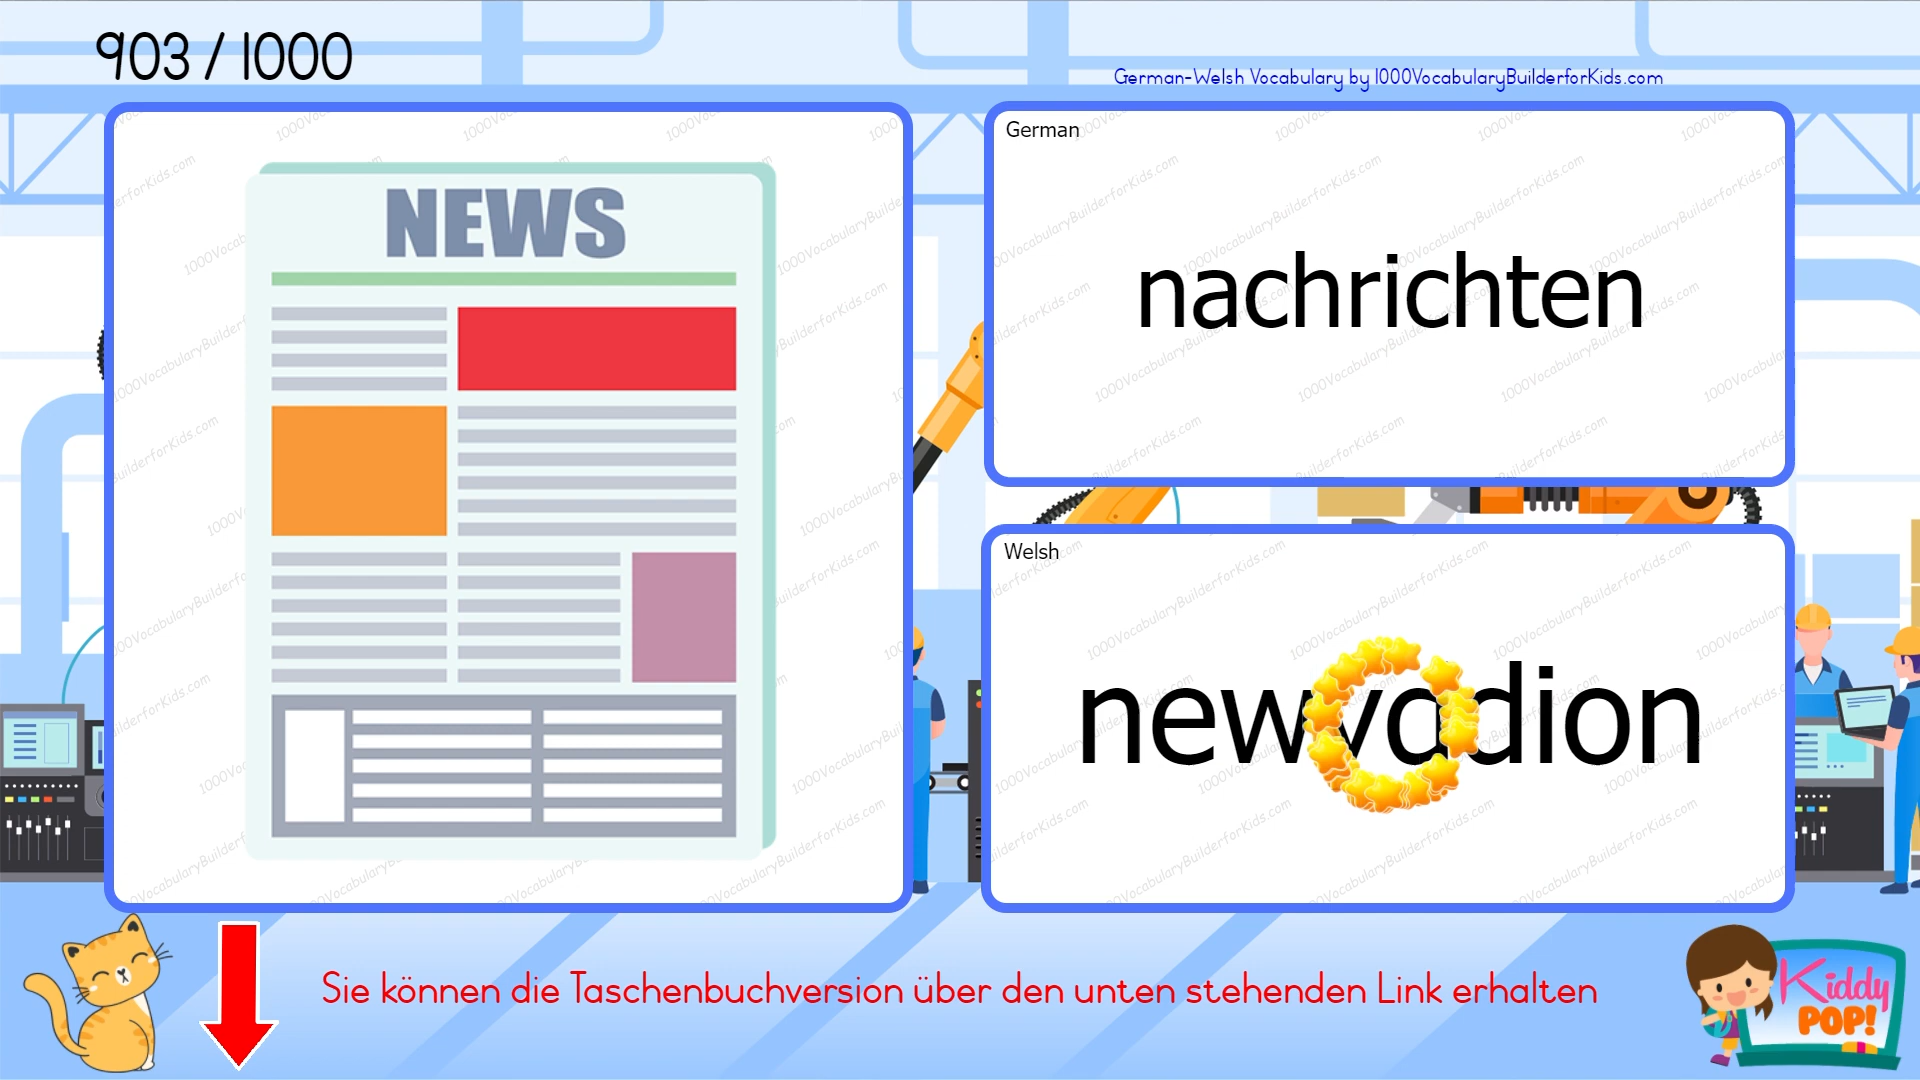 903 / 1000
German-Welsh Vocabulary by 1000VocabularyBuilderforKids.com
NEWS
German
nachrichten
Welsh
Sie können die Taschenbuchversion über den unten stehenden Link erhalten
Kiddy
POP!